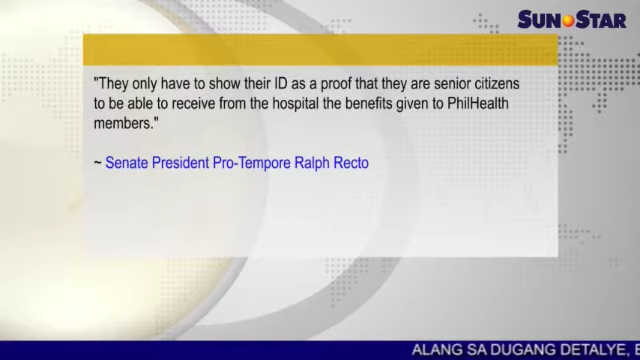 SUN STAR
"They only have to show their ID as a proof that they are senior citizens
to be able to receive from the hospital the benefits given to PhilHealth
members."
~ Senate President Pro-Tempore Ralph Recto
ALANG SA DUGANG DETALYE,